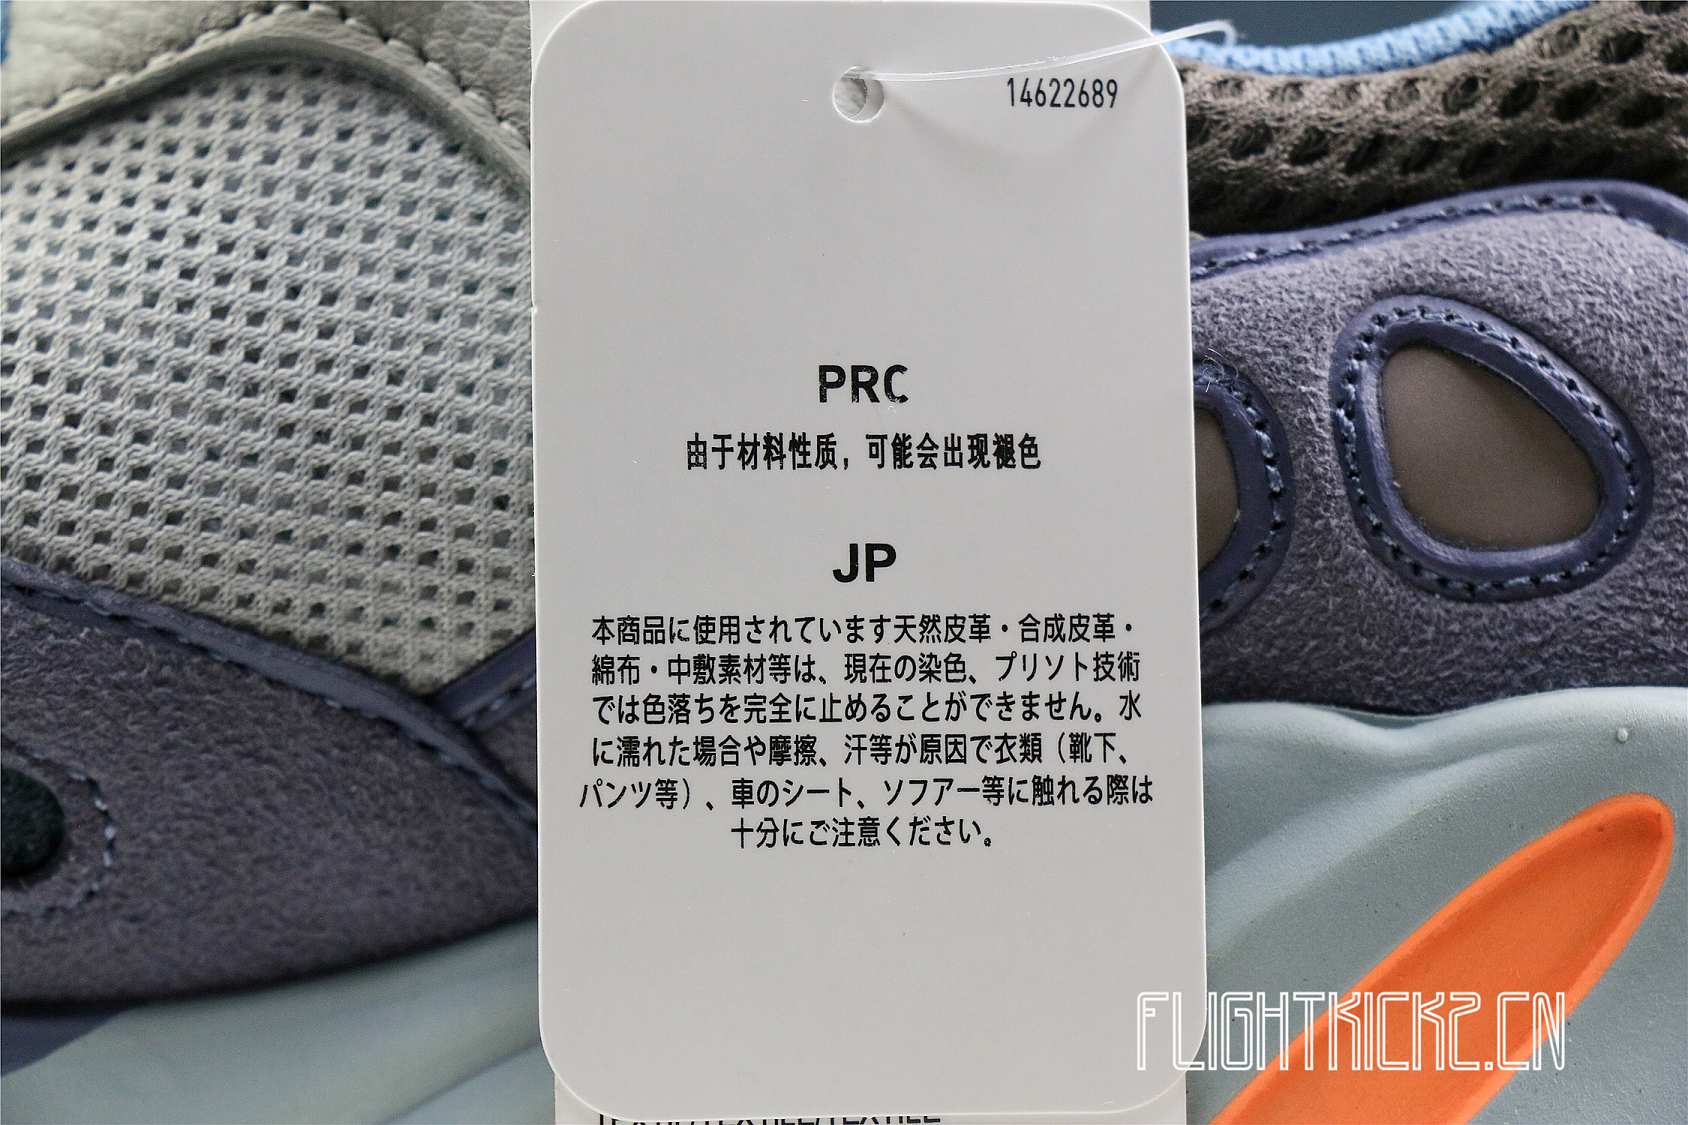 14622689
PRC
由于材料性质，可能会出现褪色
JP
本商品に使用されています天然皮革・合成皮革・
綿布・中敷素材等は、現在の染色、プリソト技術
では色落ちを完全に止めることができません。水
に濡れた場合や摩擦、汗等が原因で衣類（靴下、
パンツ等）、車のシート、ソフアー等に触れる際は
十分にご注意ください。
FLIGHTKICKZ.CN